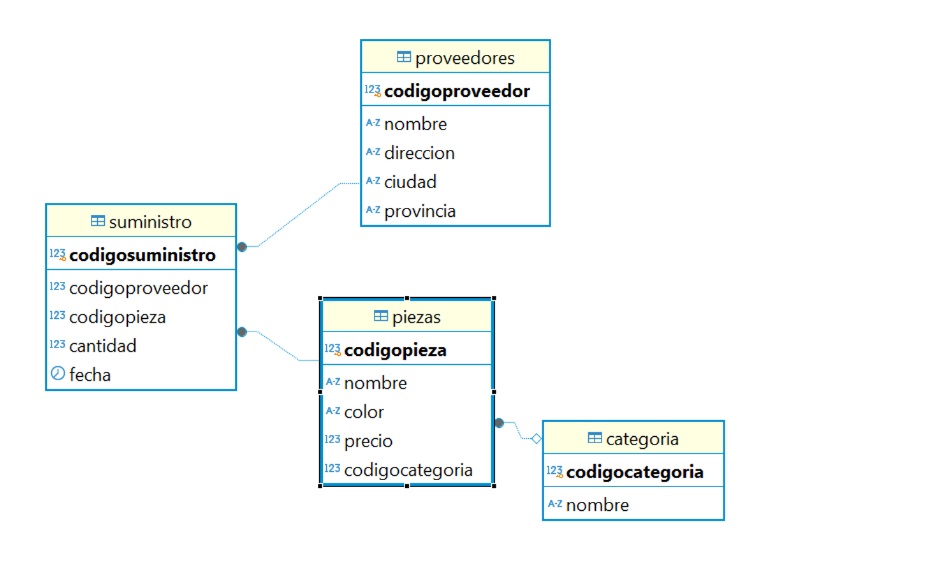 proveedores
123 codigoproveedor
A-Z nombre
A-Z direccion
A-Z ciudad
A-Z provincia
suministro
123 codigosuministro
123 codigoproveedor
123 codigopieza
123 cantidad
fecha
piezas
123 codigopieza
A-Z nombre
A-Z color
123 precio
123 codigocategoria
categoria
123 codigocategoria
A-Z nombre